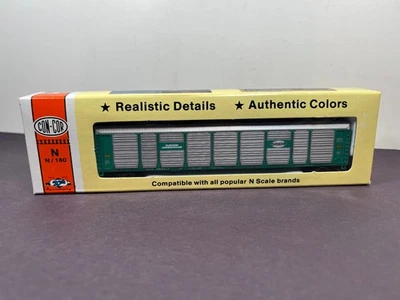 ★ Realistic Details ★ Authentic Colors
CON-COR
N
N/160
Compatible with all popular N Scale brands